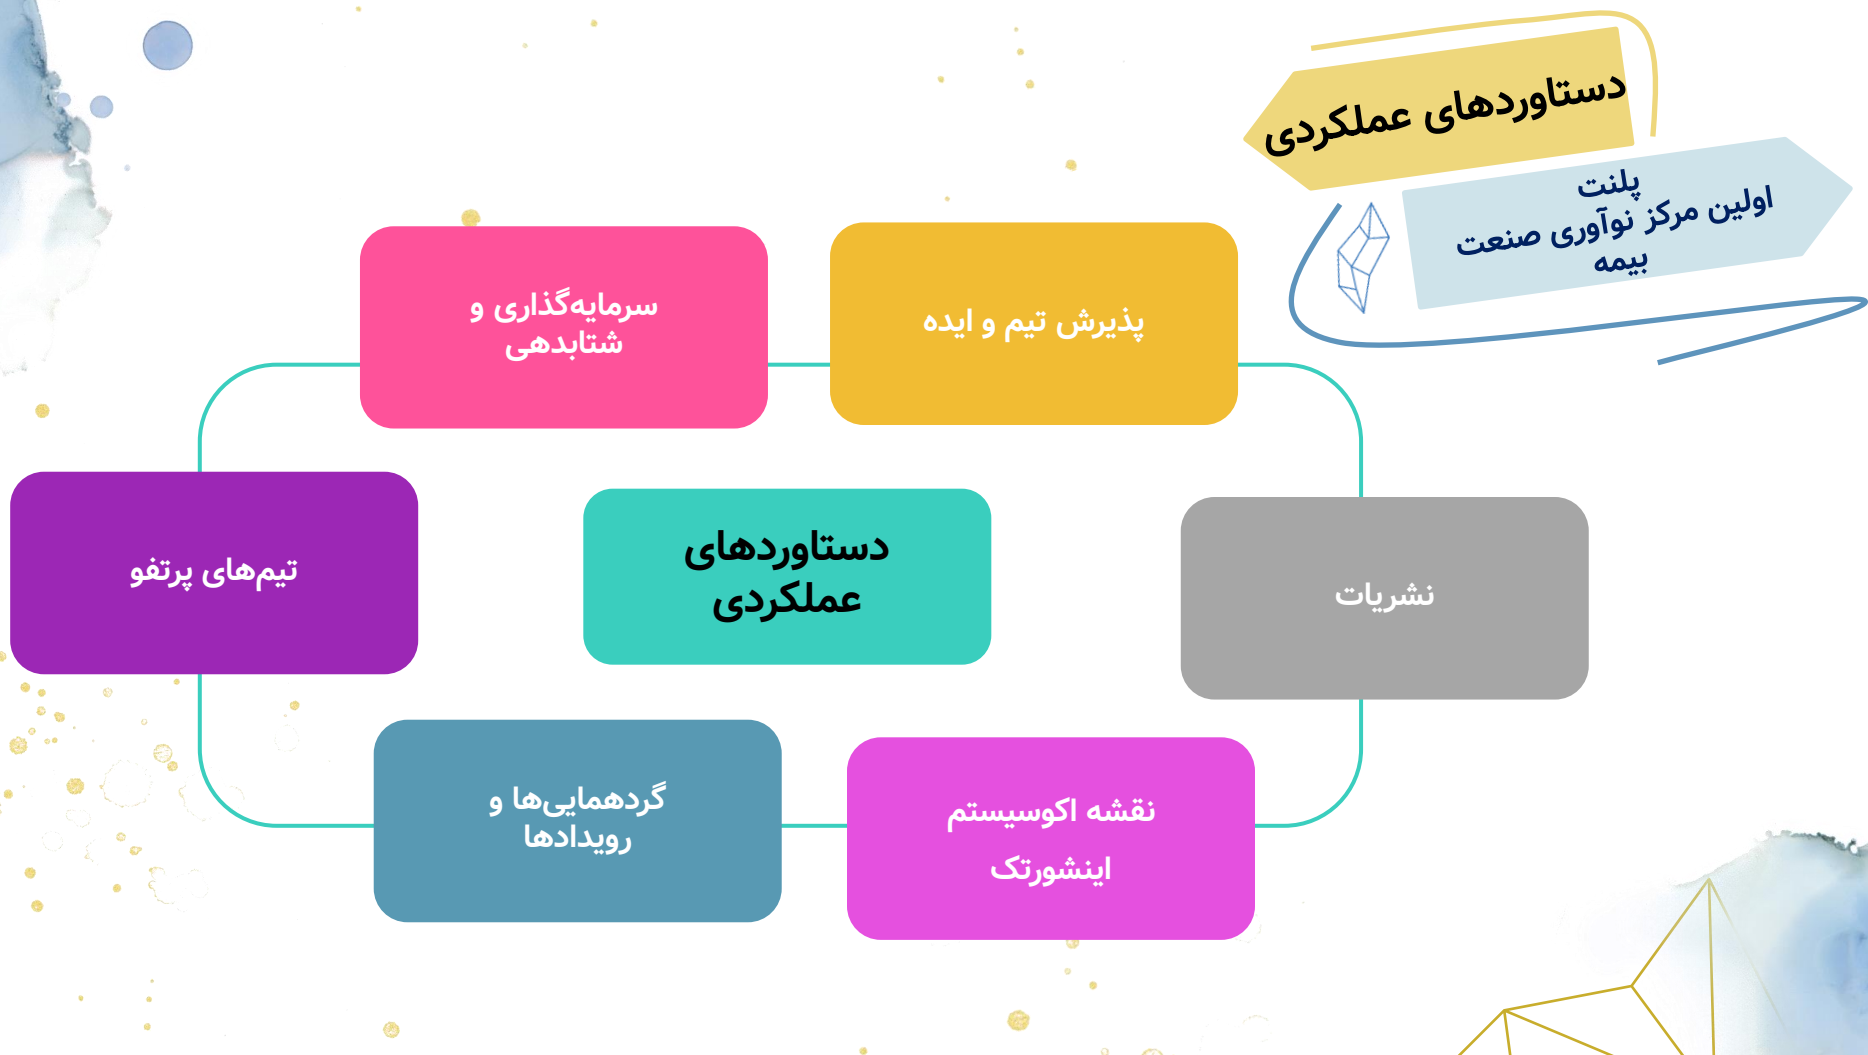 دستاوردهای عملکردی
پلنت
اولین مرکز نوآوری صنعت
بیمه
پذیرش تیم و ایده
سرمایه‌گذاری و
شتابدهی
نشریات
دستاوردهای
عملکردی
تیم‌های پرتفو
نقشه اکوسیستم
اینشورتک
گردهمایی‌ها و
رویدادها